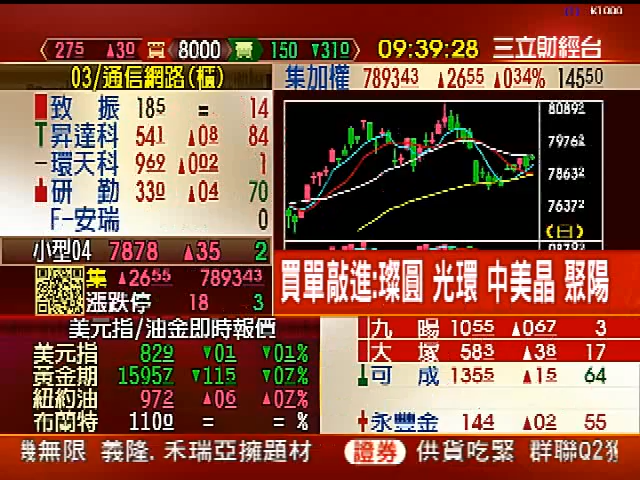 K1000
275 ▲30 買 8000 賣 150 ▼310 09:39:28 三立財經台
03/通信網路(櫃) 集加權 789343 ▲2655 ▲034% 14550
致振 185 = 14
昇達科 541 ▲08 84
環天科 969 ▲002 1
研勤 330 ▲04 70
F-安瑞 0
80892
79762
78632
76372
(日)
小型04 7878 ▲35 2
集 ▲2655 789343
漲跌停 18 3
買單敲進:璨圓 光環 中美晶 聚陽
美元指/油金即時報價
美元指 829 ▼01 ▼01%
黃金期 15957 ▼115 ▼07%
紐約油 972 ▲06 ▲07%
布蘭特 1100 = = %
九暘 1055 ▲067 3
大塚 583 ▲38 17
可成 1355 ▲15 64
永豐金 144 ▲02 55
機無限 義隆.禾瑞亞擁題材 證券 供貨吃緊 群聯Q2